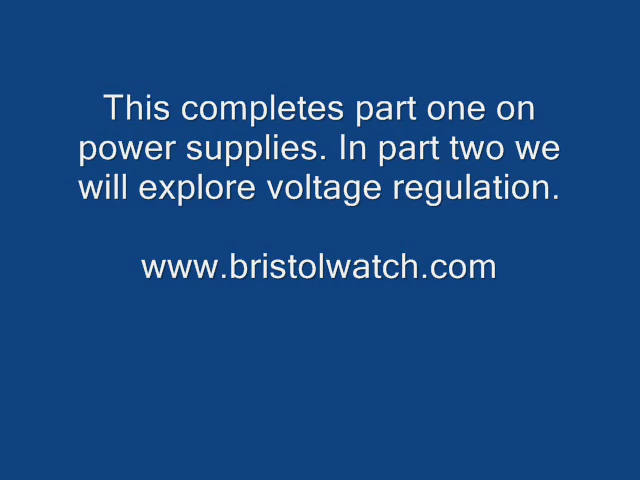 This completes part one on
power supplies. In part two we
will explore voltage regulation.
www.bristolwatch.com